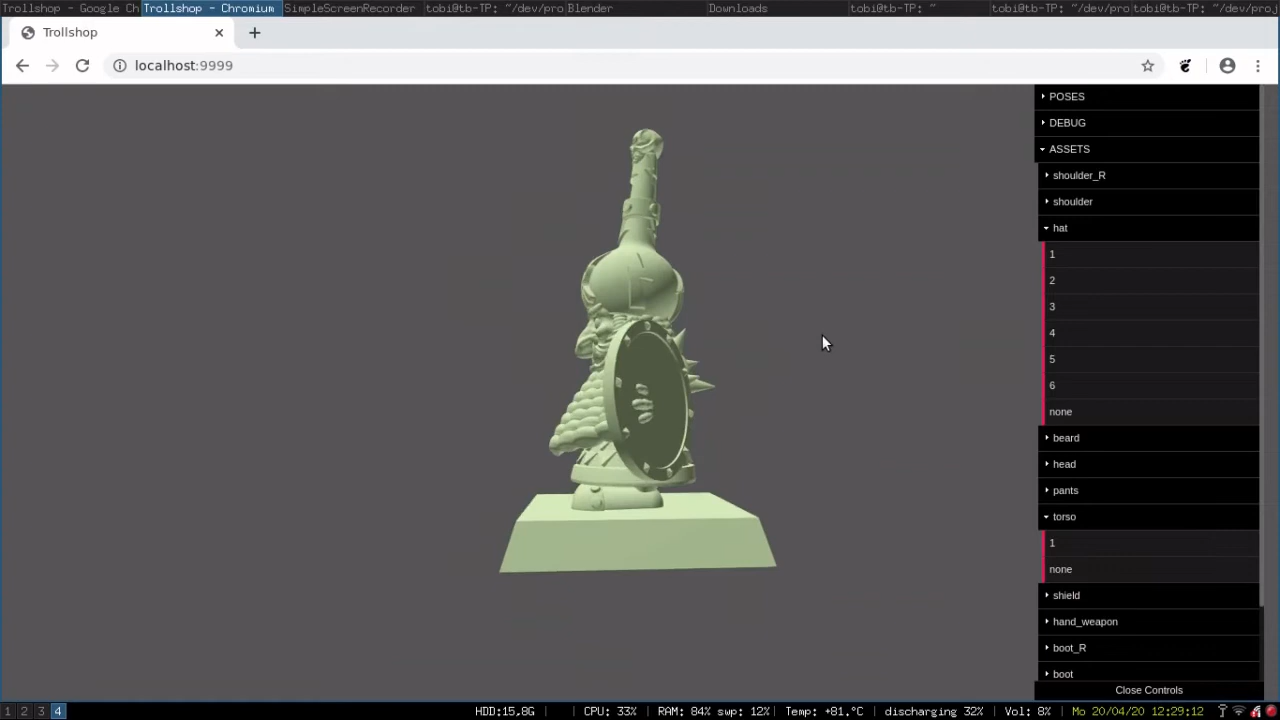 Trollshop - Google Ch Trollshop - Chromium SimpleScreenRecorder tobi@tb-TP: ~/dev/pro Blender Downloads tobi@tb-TP: ~ tobi@tb-TP: ~/dev/pro tobi@tb-TP: ~/dev/proj
Trollshop
localhost:9999
POSES
DEBUG
ASSETS
shoulder_R
shoulder
hat
1
2
3
4
5
6
none
beard
head
pants
torso
1
none
shield
hand_weapon
boot_R
boot
Close Controls
1 2 3 4 HDD:15,8G CPU: 33% RAM: 84% swp: 12% Temp: +81.°C discharging 32% Vol: 8% Mo 20/04/20 12:29:12